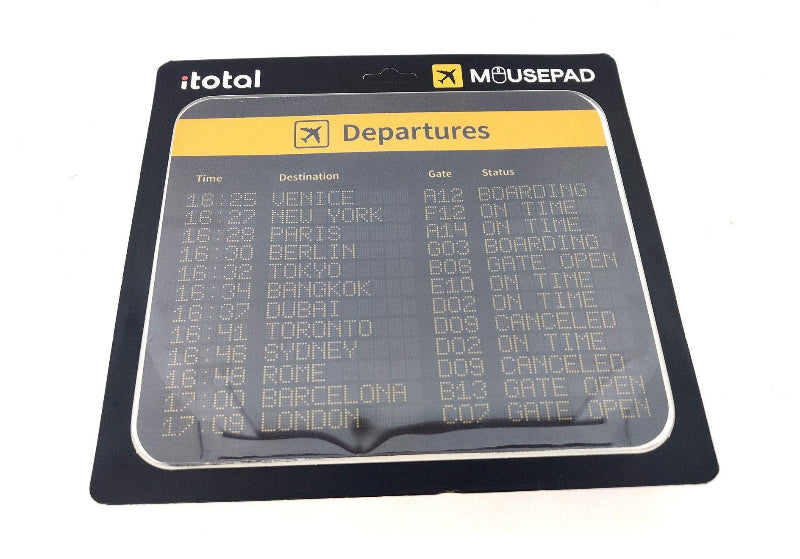 itotal MOUSEPAD
Departures
Time Destination Gate Status
16:25 VENICE A12 BOARDING
16:27 NEW YORK F12 ON TIME
16:28 PARIS A14 ON TIME
16:30 BERLIN G03 BOARDING
16:32 TOKYO B08 GATE OPEN
16:34 BANGKOK E10 ON TIME
16:37 DUBAI D02 ON TIME
16:41 TORONTO D09 CANCELED
16:46 SYDNEY D02 ON TIME
16:48 ROME D09 CANCELED
17:00 BARCELONA B13 GATE OPEN
17:03 LONDON C07 GATE OPEN